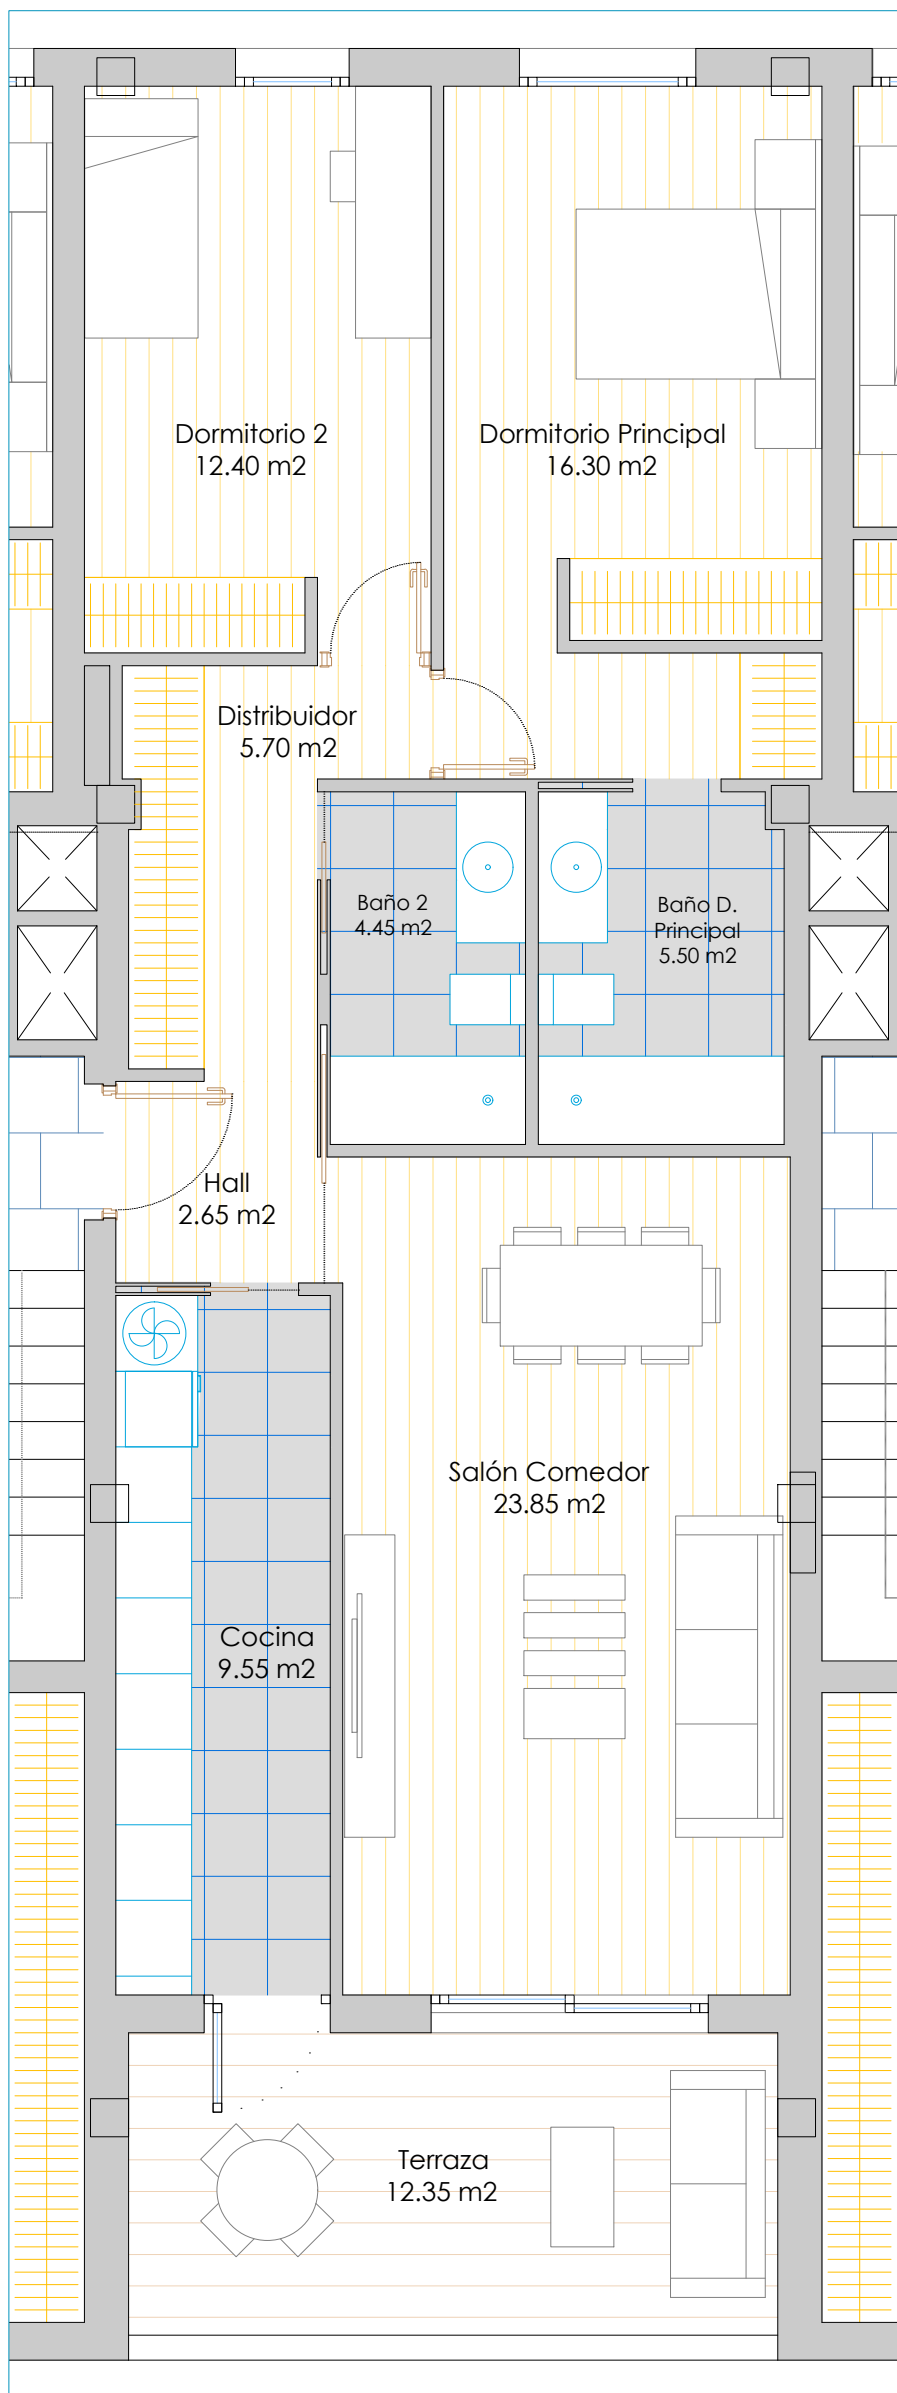 Dormitorio 2
12.40 m2
Dormitorio Principal
16.30 m2
Distribuidor
5.70 m2
Baño 2
4.45 m2
Baño D.
Principal
5.50 m2
Hall
2.65 m2
Salón Comedor
23.85 m2
Cocina
9.55 m2
Terraza
12.35 m2